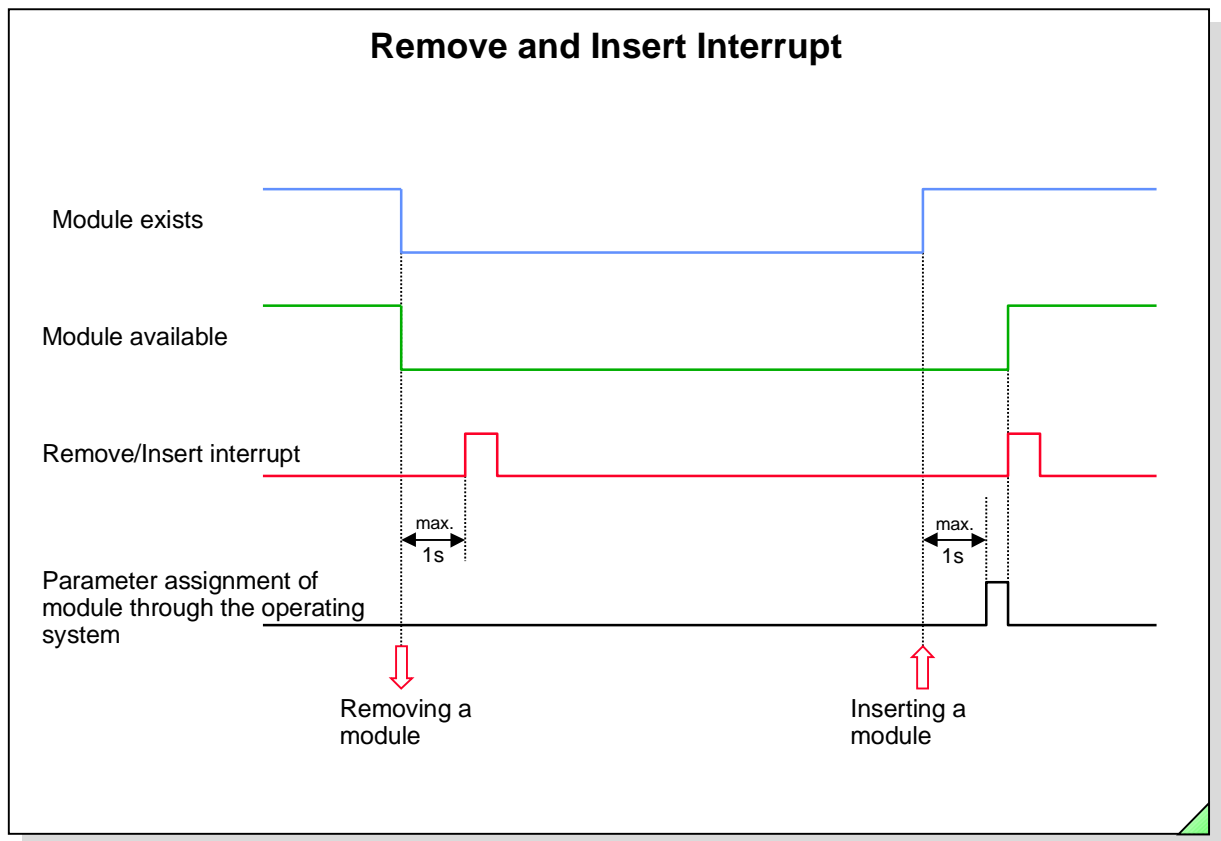 Remove and Insert Interrupt
Module exists
Module available
Remove/Insert interrupt
max.
1s
max.
1s
Parameter assignment of
module through the operating
system
Removing a
module
Inserting a
module